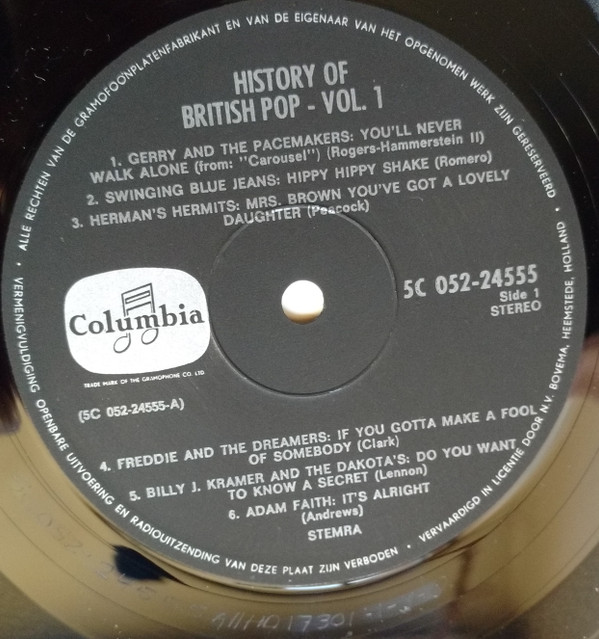 ALLE RECHTEN VAN DE GRAMOFOONPLATENFABRIKANT EN VAN DE EIGENAAR VAN HET OPGENOMEN WERK ZIJN GERESERVEERD •
HISTORY OF
BRITISH POP - VOL. 1
1. GERRY AND THE PACEMAKERS: YOU'LL NEVER
WALK ALONE (from: "Carousel") (Rogers-Hammerstein II)
2. SWINGING BLUE JEANS: HIPPY HIPPY SHAKE (Romero)
3. HERMAN'S HERMITS: MRS. BROWN YOU'VE GOT A LOVELY
DAUGHTER (Peacock)
Columbia
TRADE MARK OF THE GRAMOPHONE CO. LTD.
5C 052-24555
Side 1
STEREO
(5C 052-24555-A)
4. FREDDIE AND THE DREAMERS: IF YOU GOTTA MAKE A FOOL
OF SOMEBODY (Clark)
5. BILLY J. KRAMER AND THE DAKOTA'S: DO YOU WANT
TO KNOW A SECRET (Lennon)
6. ADAM FAITH: IT'S ALRIGHT
(Andrews)
STEMRA
• VERMENIGVULDIGING OPENBARE UITVOERING EN RADIOUITZENDING VAN DEZE PLAAT ZIJN VERBODEN •
VERVAARDIGD IN LICENTIE DOOR N.V. BOVEMA, HEEMSTEDE, HOLLAND •